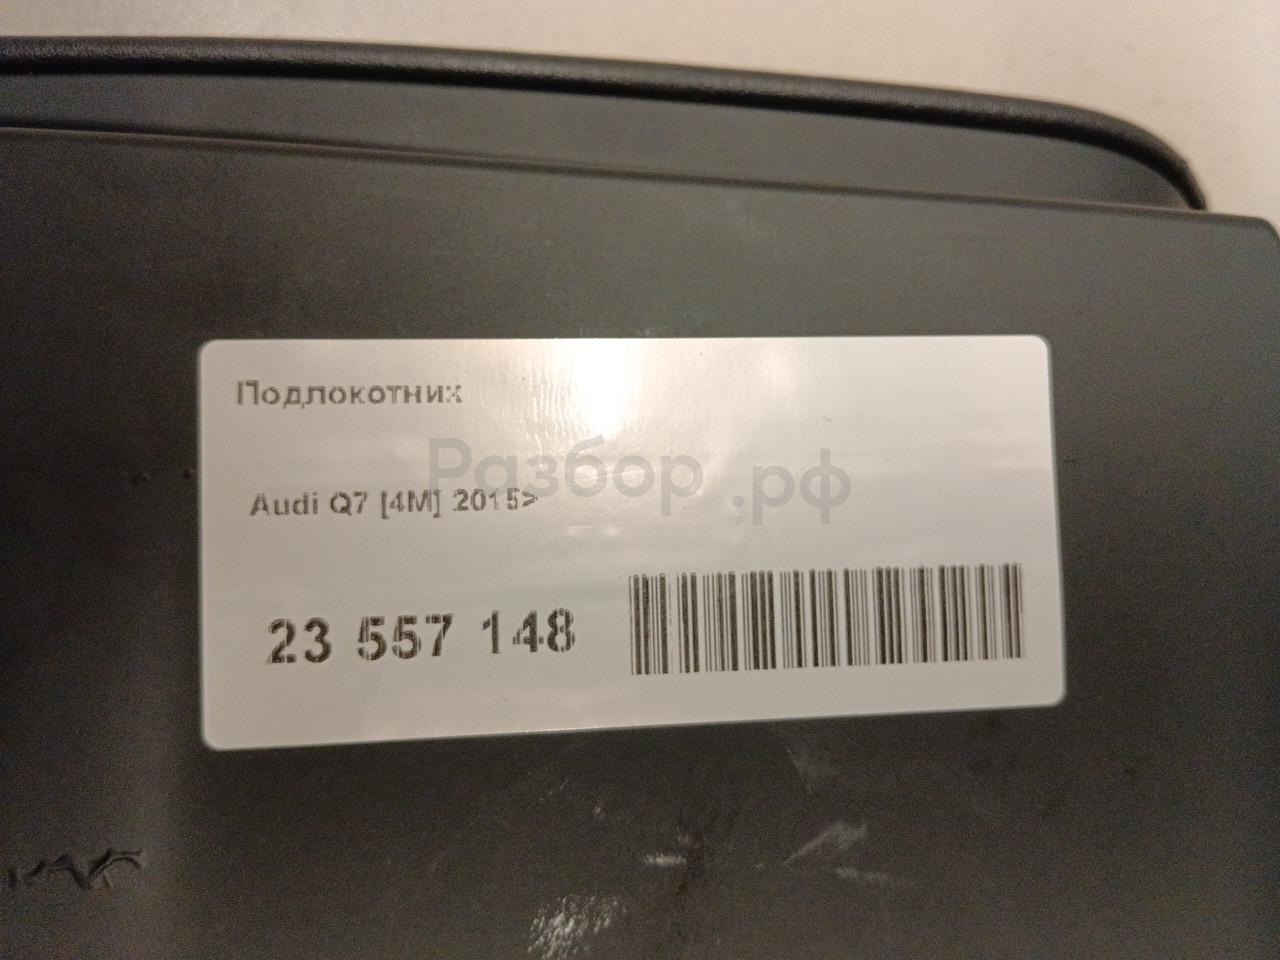 Подлокотник
Разбор.рф
Audi Q7 [4M] 2015>
23 557 148